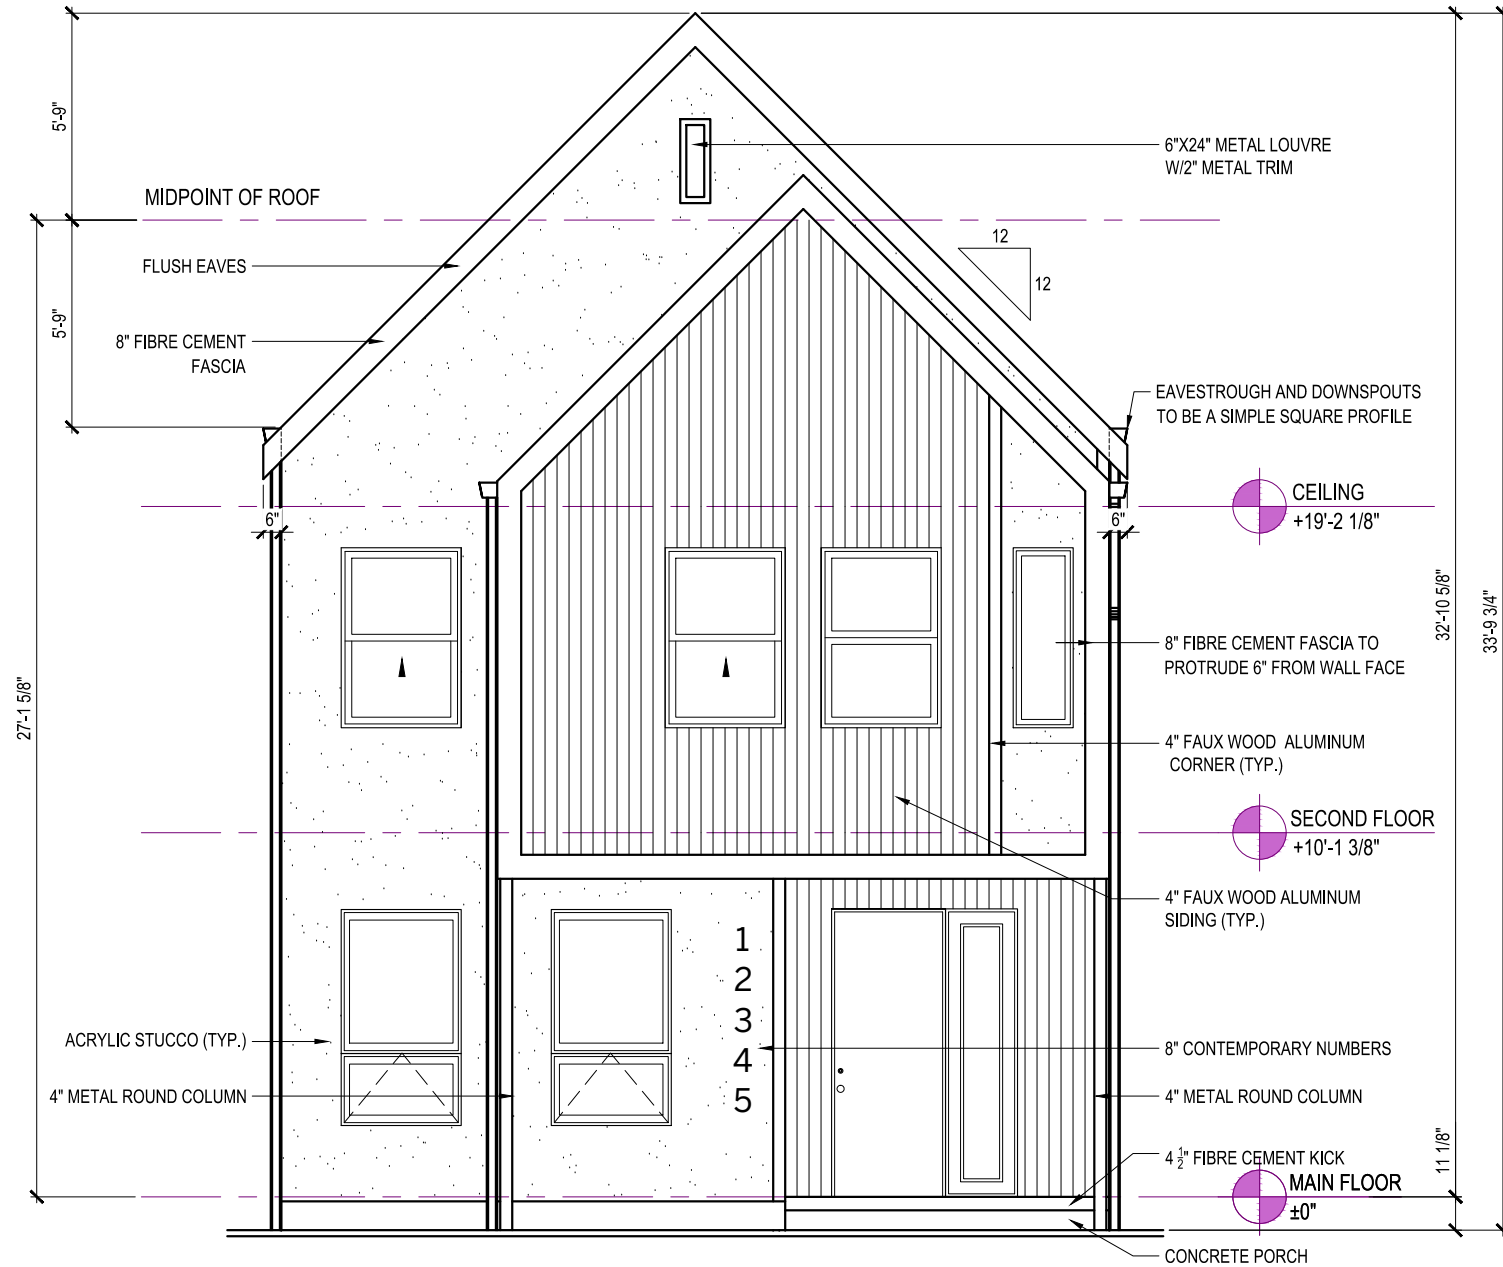 5'-9"
6"X24" METAL LOUVRE
W/2" METAL TRIM
MIDPOINT OF ROOF
12
12
FLUSH EAVES
5'-9"
8" FIBRE CEMENT
FASCIA
EAVESTROUGH AND DOWNSPOUTS
TO BE A SIMPLE SQUARE PROFILE
CEILING
+19'-2 1/8"
6"
6"
32'-10 5/8"
33'-9 3/4"
8" FIBRE CEMENT FASCIA TO
PROTRUDE 6" FROM WALL FACE
27'-1 5/8"
4" FAUX WOOD ALUMINUM
CORNER (TYP.)
SECOND FLOOR
+10'-1 3/8"
4" FAUX WOOD ALUMINUM
SIDING (TYP.)
1
2
3
4
5
ACRYLIC STUCCO (TYP.)
8" CONTEMPORARY NUMBERS
4" METAL ROUND COLUMN
4" METAL ROUND COLUMN
11 1/8"
4 1/2" FIBRE CEMENT KICK
MAIN FLOOR
±0"
CONCRETE PORCH